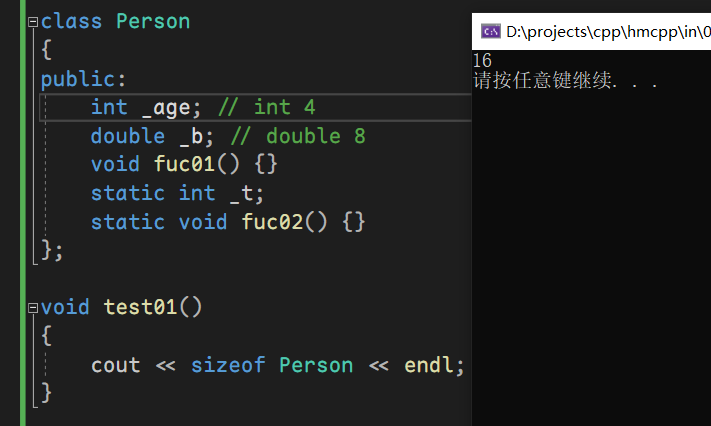 class Person
{
public:
int _age; // int 4
double _b; // double 8
void fuc01() {}
static int _t;
static void fuc02() {}
};
void test01()
{
cout << sizeof Person << endl;
}
D:\projects\cpp\hmcpp\in\0
16
请按任意键继续. . .